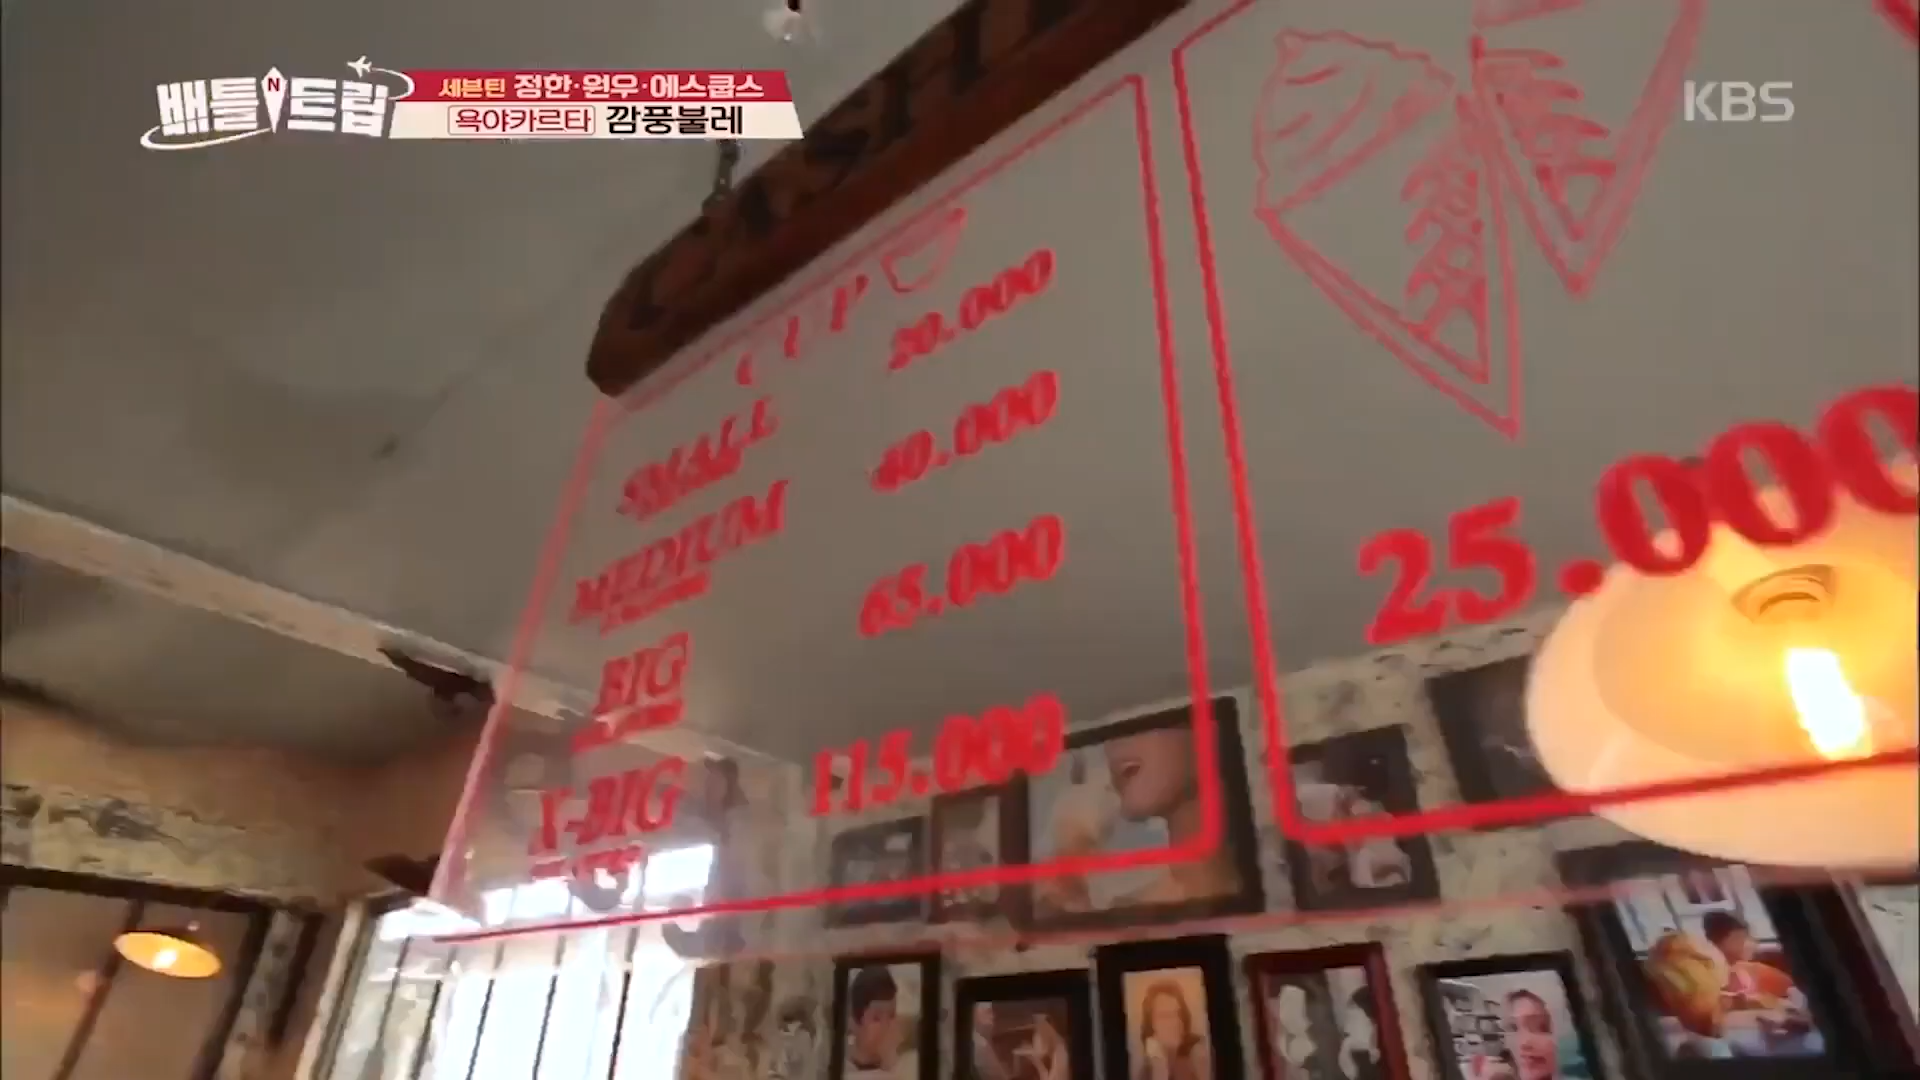 배틀트립
N
세븐틴 정한·원우·에스쿱스
욕야카르타 깜풍불레
KBS
CUP
SMALL 20.000
MEDIUM 40.000
BIG 65.000
X-BIG 115.000
25.000